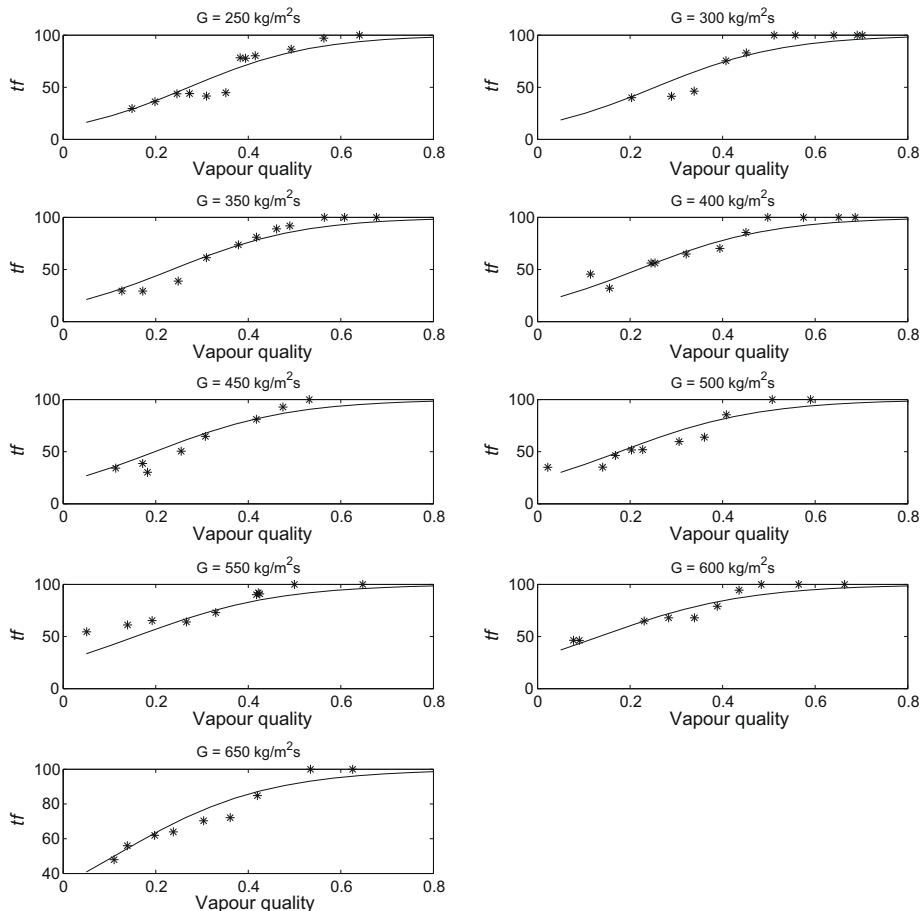 G = 250 kg/m²s
tf
100
50
0
0 0.2 0.4 0.6 0.8
Vapour quality
G = 300 kg/m²s
tf
100
50
0
0 0.2 0.4 0.6 0.8
Vapour quality
G = 350 kg/m²s
tf
100
50
0
0 0.2 0.4 0.6 0.8
Vapour quality
G = 400 kg/m²s
tf
100
50
0
0 0.2 0.4 0.6 0.8
Vapour quality
G = 450 kg/m²s
tf
100
50
0
0 0.2 0.4 0.6 0.8
Vapour quality
G = 500 kg/m²s
tf
100
50
0
0 0.2 0.4 0.6 0.8
Vapour quality
G = 550 kg/m²s
tf
100
50
0
0 0.2 0.4 0.6 0.8
Vapour quality
G = 600 kg/m²s
tf
100
50
0
0 0.2 0.4 0.6 0.8
Vapour quality
G = 650 kg/m²s
tf
100
80
60
40
0 0.2 0.4 0.6 0.8
Vapour quality